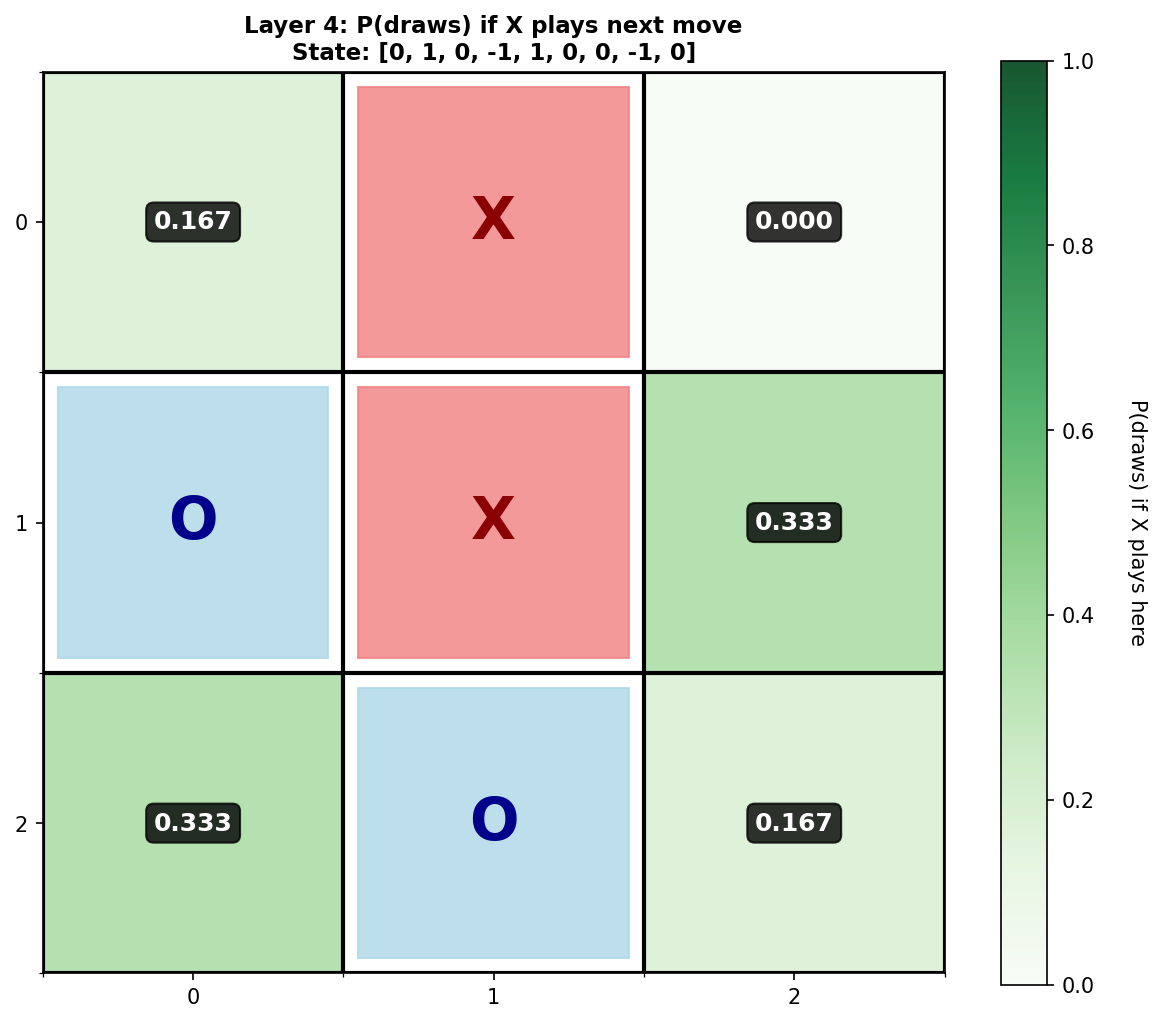 Layer 4: P(draws) if X plays next move
State: [0, 1, 0, -1, 1, 0, 0, -1, 0]
0.167 X 0.000
O X 0.333
0.333 O 0.167
0
1
2
0 1 2
1.0
0.8
0.6
0.4
0.2
0.0
P(draws) if X plays here